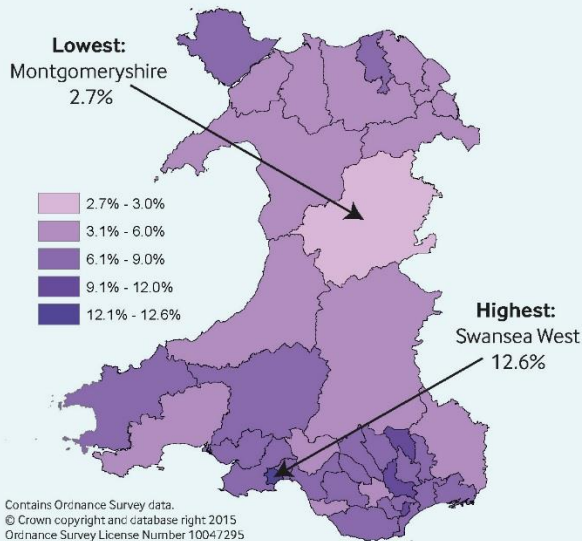 Lowest:
Montgomeryshire
2.7%
2.7% - 3.0%
3.1% - 6.0%
6.1% - 9.0%
9.1% - 12.0%
12.1% - 12.6%
Highest:
Swansea West
12.6%
Contains Ordnance Survey data.
© Crown copyright and database right 2015
Ordnance Survey License Number 10047295